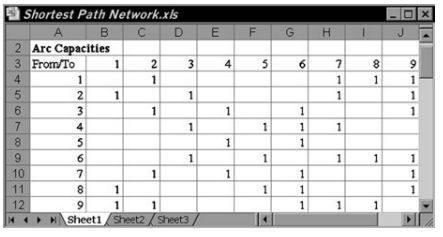 Shortest Path Network.xls
A B C D E F G H I J
2 Arc Capacities
3 From/To 1 2 3 4 5 6 7 8 9
4 1 1 1 1 1
5 2 1 1 1 1
6 3 1 1 1 1
7 4 1 1 1 1
8 5 1 1
9 6 1 1 1 1 1
10 7 1 1 1 1
11 8 1 1 1 1
12 9 1 1 1 1 1
Sheet1 / Sheet2 / Sheet3 /